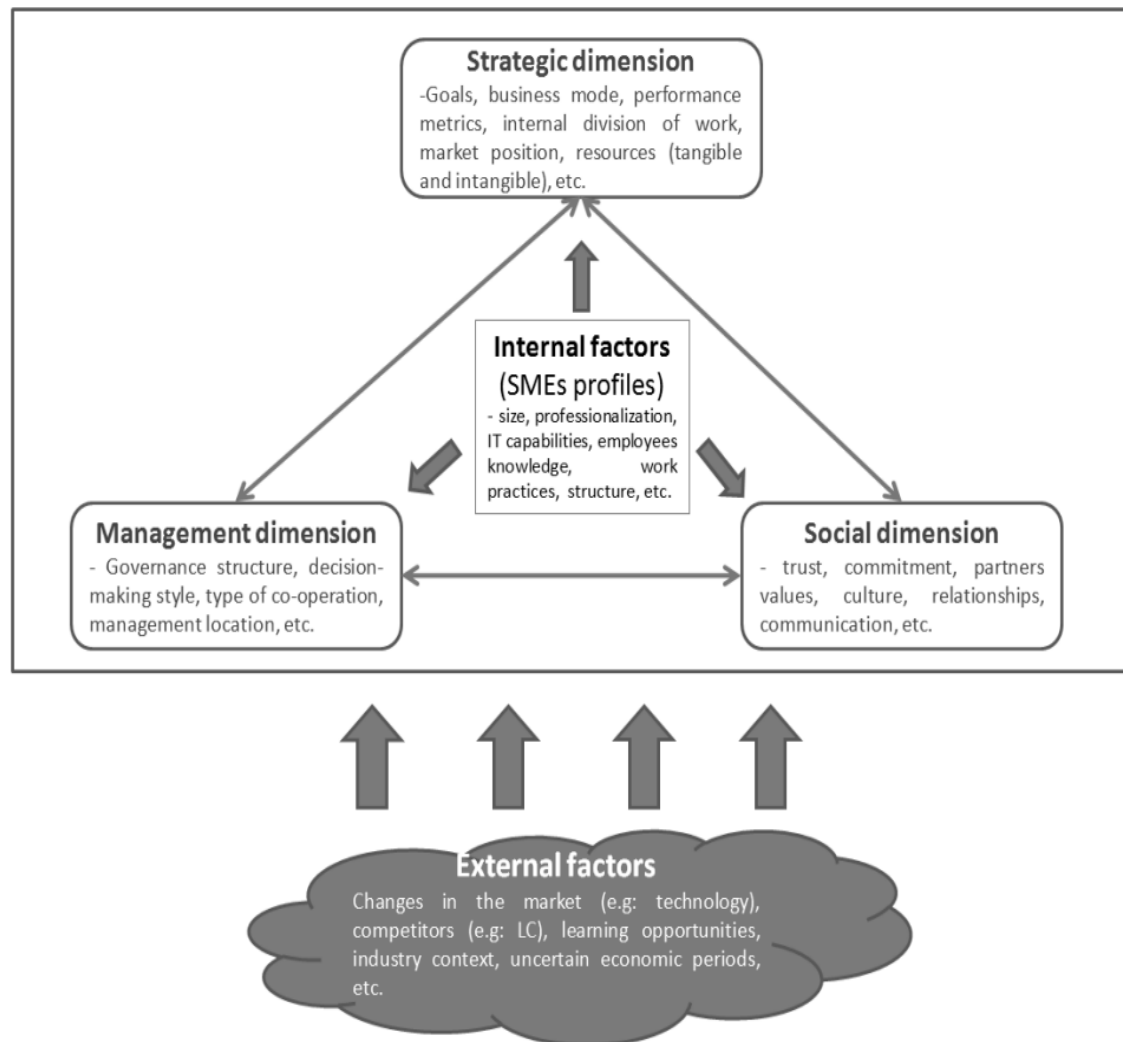 Strategic dimension
-Goals, business mode, performance
metrics, internal division of work,
market position, resources (tangible
and intangible), etc.
Internal factors
(SMEs profiles)
- size, professionalization,
IT capabilities, employees
knowledge, work
practices, structure, etc.
Management dimension
- Governance structure, decision-
making style, type of co-operation,
management location, etc.
Social dimension
- trust, commitment, partners
values, culture, relationships,
communication, etc.
External factors
Changes in the market (e.g: technology),
competitors (e.g: LC), learning opportunities,
industry context, uncertain economic periods,
etc.